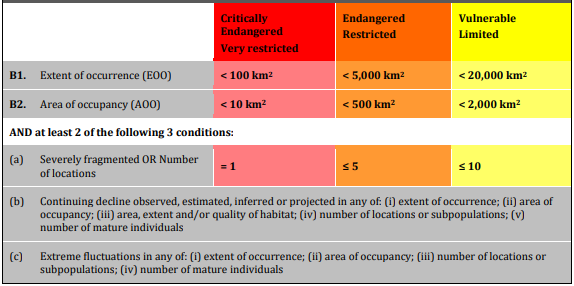 Critically Endangered Very restricted
Endangered Restricted
Vulnerable Limited
B1. Extent of occurrence (EOO) < 100 km² < 5,000 km² < 20,000 km²
B2. Area of occupancy (AOO) < 10 km² < 500 km² < 2,000 km²
AND at least 2 of the following 3 conditions:
(a) Severely fragmented OR Number of locations = 1 ≤ 5 ≤ 10
(b) Continuing decline observed, estimated, inferred or projected in any of: (i) extent of occurrence; (ii) area of
occupancy; (iii) area, extent and/or quality of habitat; (iv) number of locations or subpopulations; (v)
number of mature individuals
(c) Extreme fluctuations in any of: (i) extent of occurrence; (ii) area of occupancy; (iii) number of locations or
subpopulations; (iv) number of mature individuals